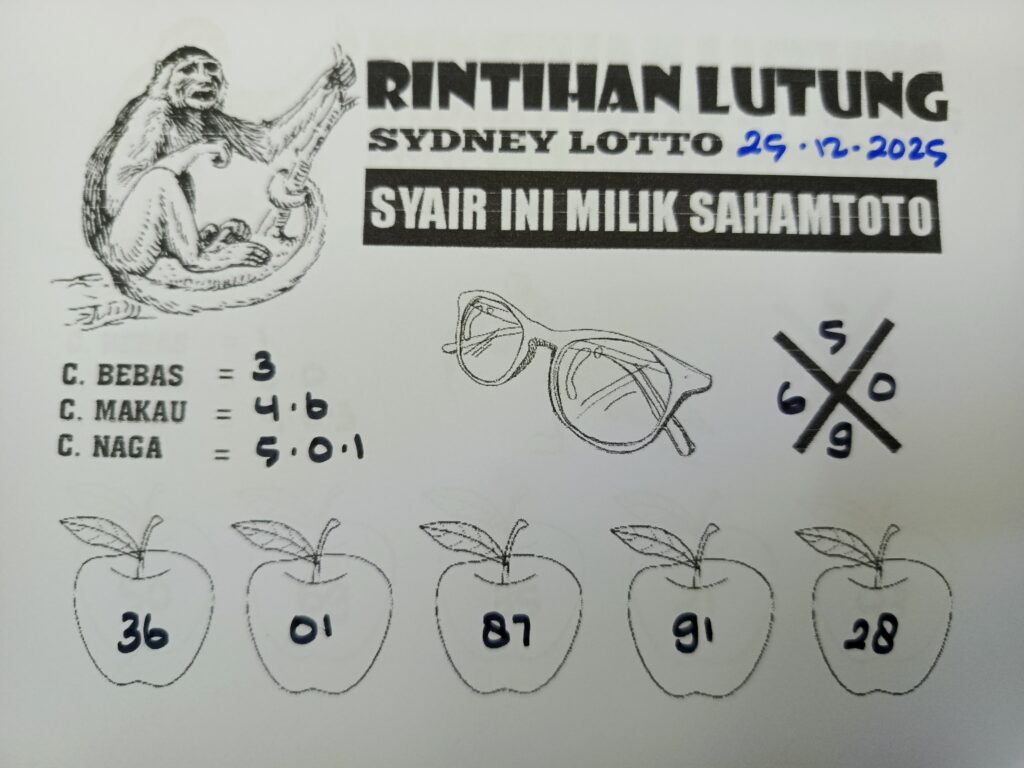 RINTIHAN LUTUNG
SYDNEY LOTTO 25.12.2025
SYAIR INI MILIK SAHAMTOTO
C. BEBAS = 3
C. MAKAU = 4.6
C. NAGA = 5.0.1
5
6 0
9
36 01 87 91 28